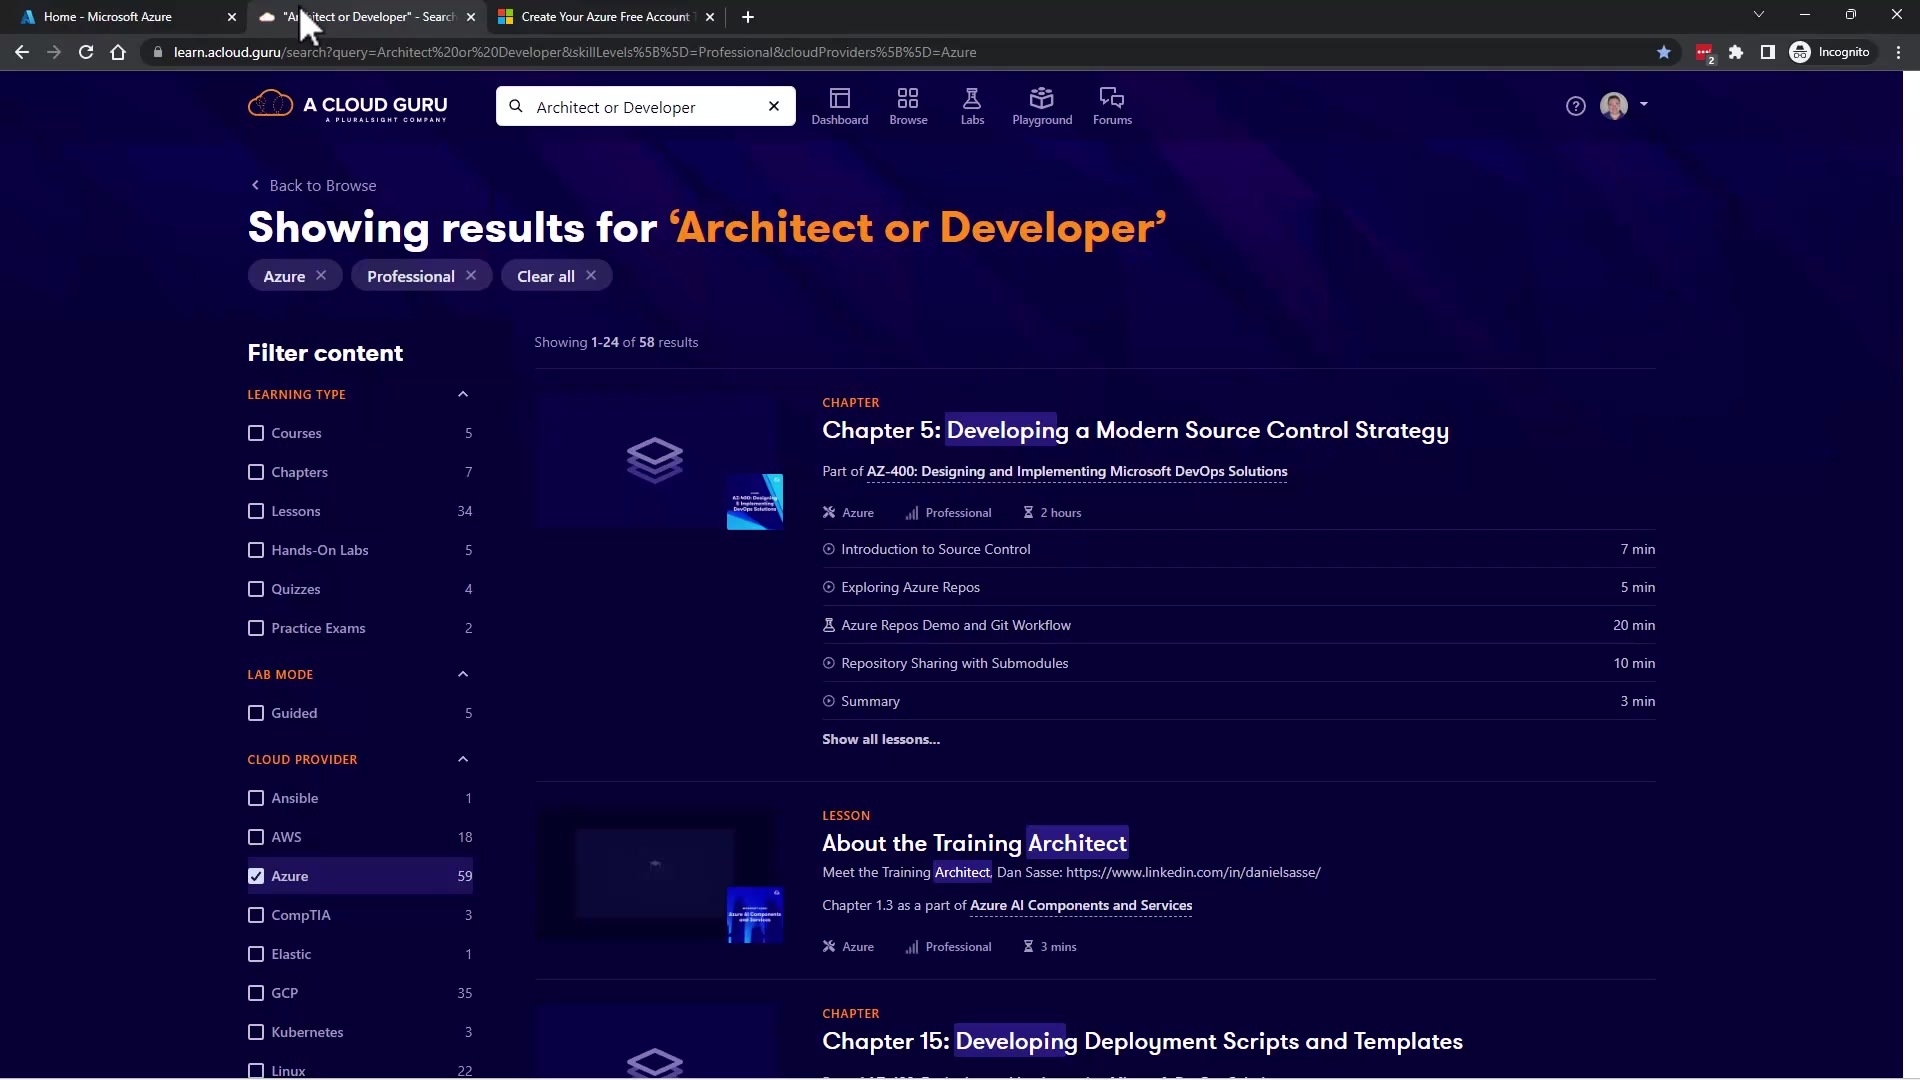 Home - Microsoft Azure
itect or Developer" - Search
Create Your Azure Free Account
learn.acloud.guru/search?query=Architect%20or%20Developer&skillLevels%5B%5D=Professional&cloudProviders%5B%5D=Azure
2
Incognito
A CLOUD GURU
A PLURALSIGHT COMPANY
Architect or Developer
Dashboard
Browse
Labs
Playground
Forums
Back to Browse
Showing results for ‘Architect or Developer’
Azure
Professional
Clear all
Filter content
LEARNING TYPE
Courses 5
Chapters 7
Lessons 34
Hands-On Labs 5
Quizzes 4
Practice Exams 2
LAB MODE
Guided 5
CLOUD PROVIDER
Ansible 1
AWS 18
Azure 59
CompTIA 3
Elastic 1
GCP 35
Kubernetes 3
Linux 22
Showing 1-24 of 58 results
CHAPTER
Chapter 5: Developing a Modern Source Control Strategy
Part of AZ-400: Designing and Implementing Microsoft DevOps Solutions
Azure Professional 2 hours
Introduction to Source Control 7 min
Exploring Azure Repos 5 min
Azure Repos Demo and Git Workflow 20 min
Repository Sharing with Submodules 10 min
Summary 3 min
Show all lessons...
LESSON
About the Training Architect
Meet the Training Architect, Dan Sasse: https://www.linkedin.com/in/danielsasse/
Chapter 1.3 as a part of Azure AI Components and Services
Azure Professional 3 mins
Azure AI Components
and Services
CHAPTER
Chapter 15: Developing Deployment Scripts and Templates